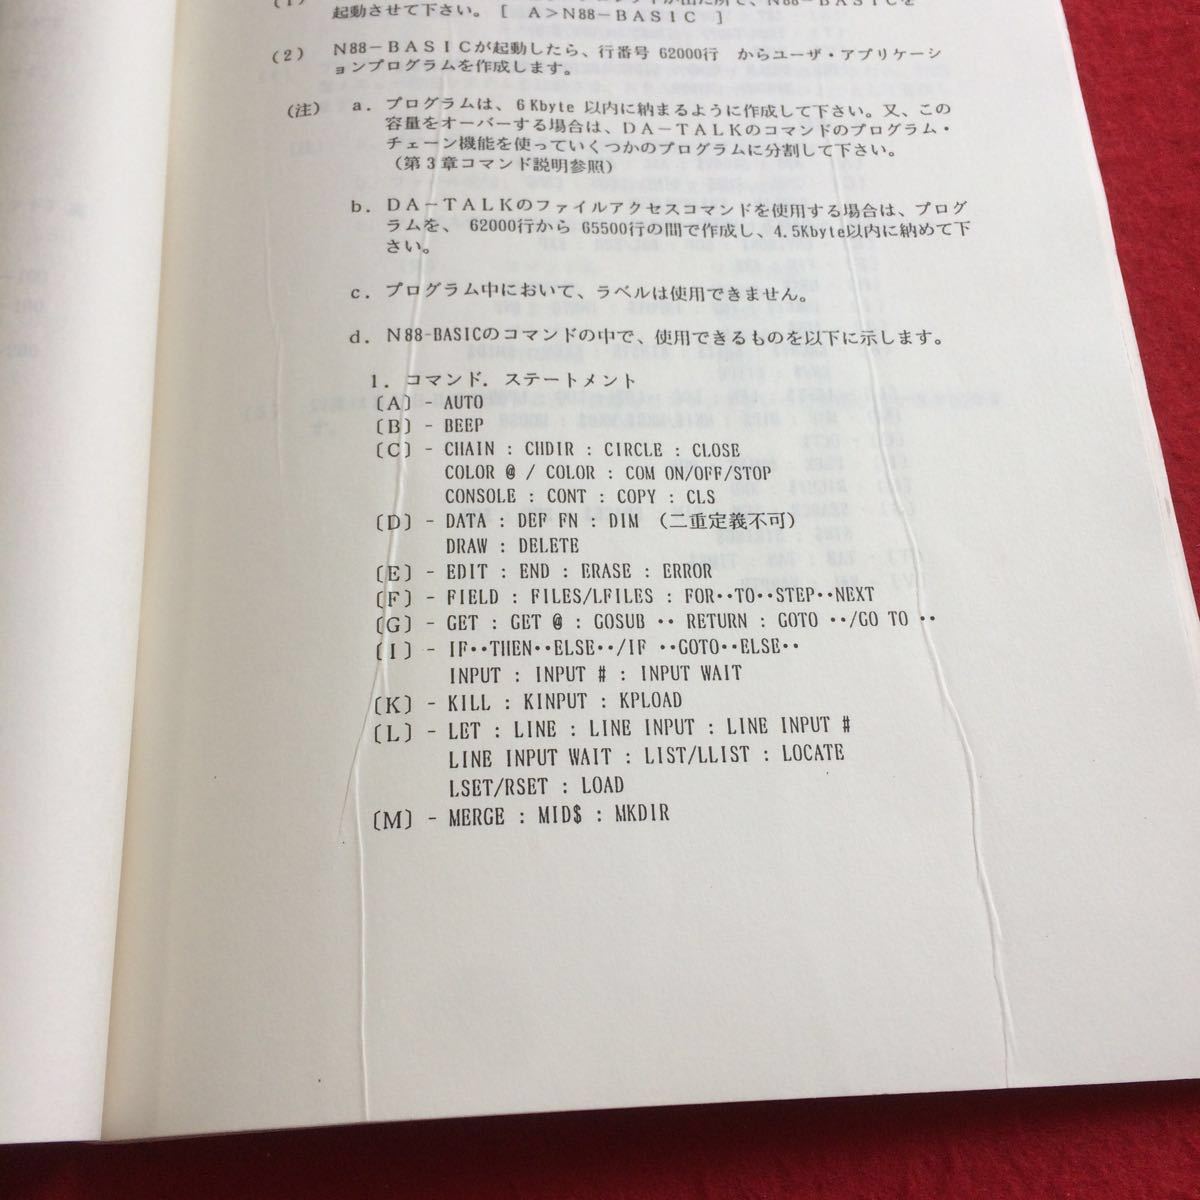 (1)
起動させて下さい。［ A>N88-BASIC ］
(2) N88-BASICが起動したら、行番号 62000行 からユーザ・アプリケーシ
ョンプログラムを作成します。
(注) a. プログラムは、6Kbyte 以内に納まるように作成して下さい。又、この
容量をオーバーする場合は、DA-TALKのコマンドのプログラム・
チェーン機能を使っていくつかのプログラムに分割して下さい。
(第3章コマンド説明参照)
b. DA-TALKのファイルアクセスコマンドを使用する場合は、プログ
ラムを、 62000行から 65500行の間で作成し、4.5Kbyte以内に納めて下
さい。
c. プログラム中において、ラベルは使用できません。
d. N88-BASICのコマンドの中で、使用できるものを以下に示します。
1. コマンド．ステートメント
〔A〕- AUTO
〔B〕- BEEP
〔C〕- CHAIN : CHDIR : CIRCLE : CLOSE
COLOR @ / COLOR : COM ON/OFF/STOP
CONSOLE : CONT : COPY : CLS
〔D〕- DATA : DEF FN : DIM (二重定義不可)
DRAW : DELETE
〔E〕- EDIT : END : ERASE : ERROR
〔F〕- FIELD : FILES/LFILES : FOR‥TO‥STEP‥NEXT
〔G〕- GET : GET @ : GOSUB ‥ RETURN : GOTO ‥/GO TO ‥
〔I〕- IF‥THEN‥ELSE‥/IF ‥GOTO‥ELSE‥
INPUT : INPUT # : INPUT WAIT
〔K〕- KILL : KINPUT : KPLOAD
〔L〕- LET : LINE : LINE INPUT : LINE INPUT #
LINE INPUT WAIT : LIST/LLIST : LOCATE
LSET/RSET : LOAD
〔M〕- MERGE : MID$ : MKDIR